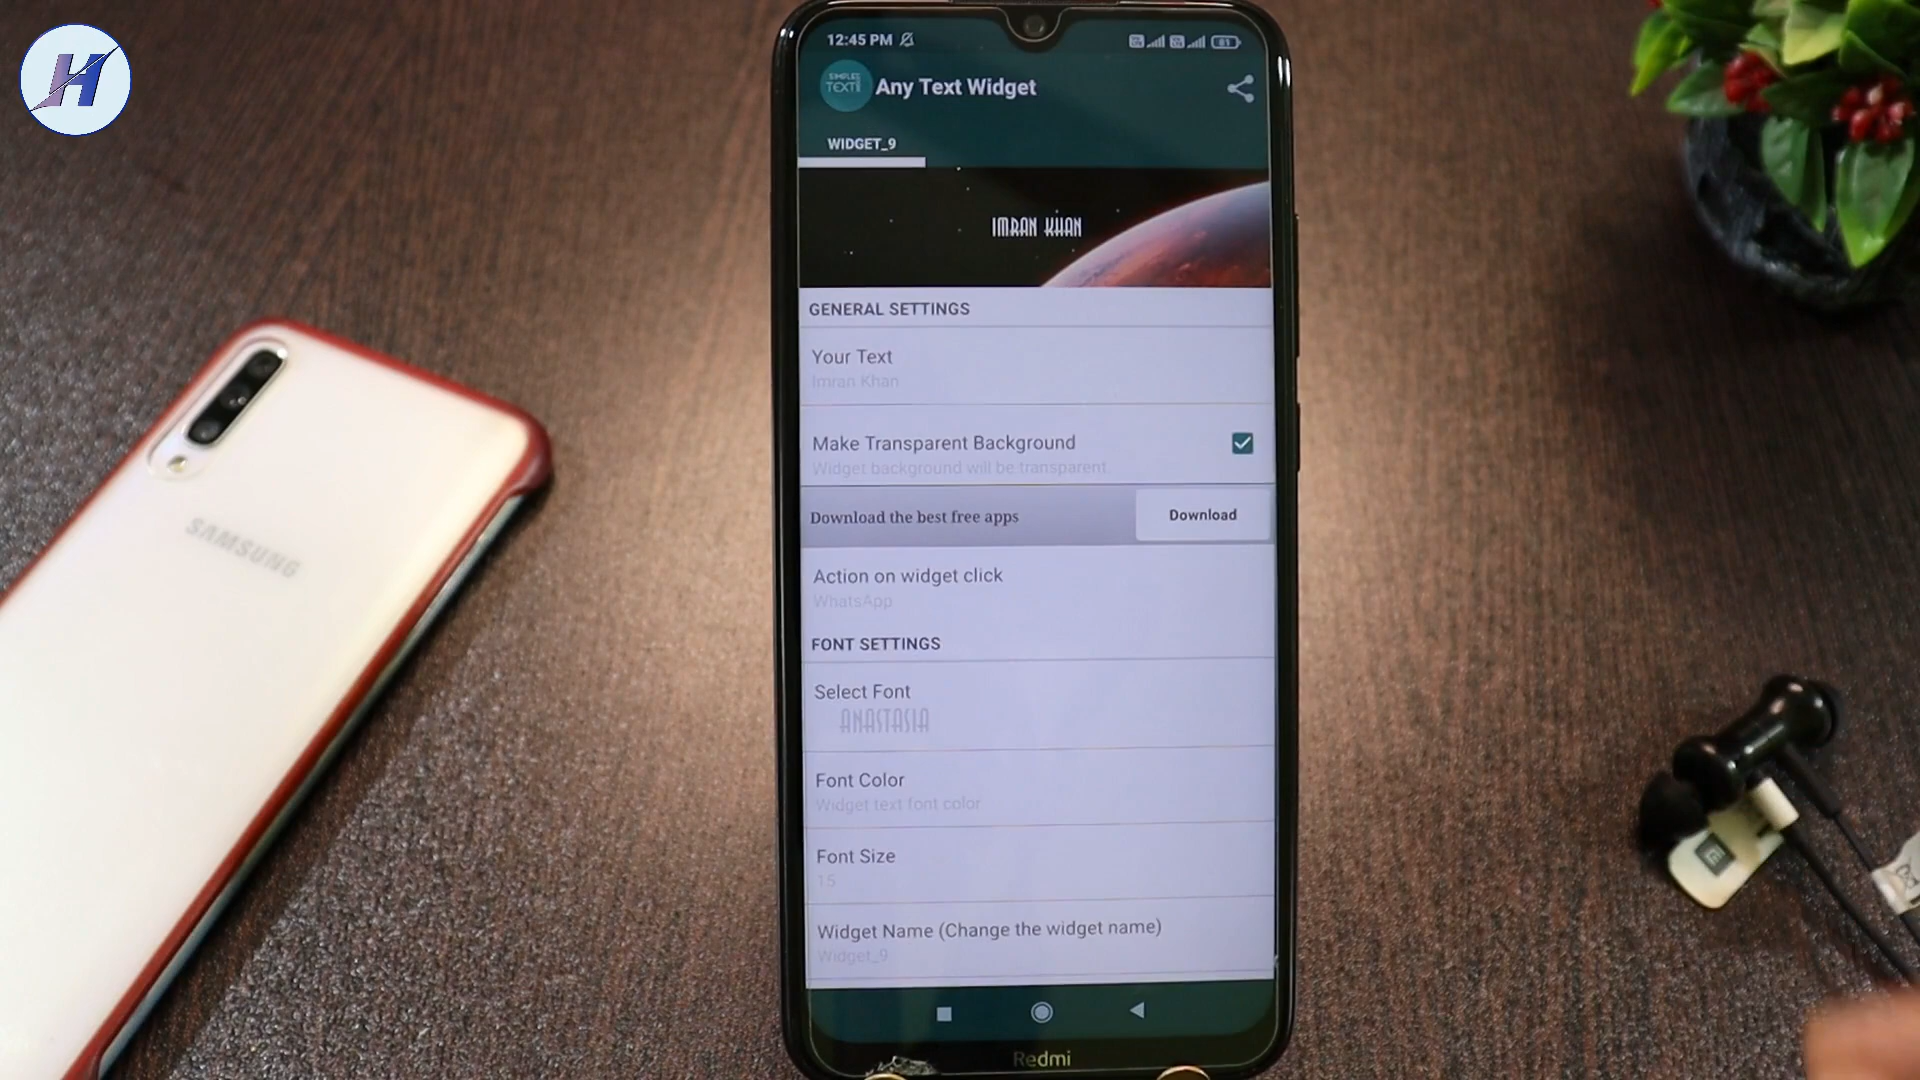 H
12:45 PM
81
SIMPLE TEXT
Any Text Widget
WIDGET_9
IMRAN KHAN
GENERAL SETTINGS
Your Text
Imran Khan
Make Transparent Background
Widget background will be transparent
Download the best free apps
Download
Action on widget click
WhatsApp
FONT SETTINGS
Select Font
ANASTASIA
Font Color
Widget text font color
Font Size
15
Widget Name (Change the widget name)
Widget_9
Redmi
SAMSUNG